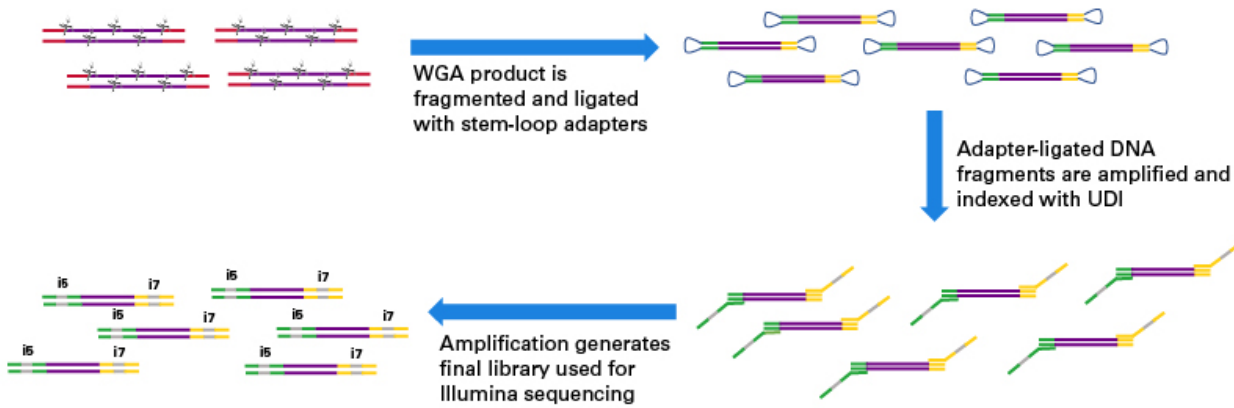 WGA product is
fragmented and ligated
with stem-loop adapters
Adapter-ligated DNA
fragments are amplified and
indexed with UDI
Amplification generates
final library used for
Illumina sequencing
i5 i7
i5 i7
i5 i7
i5 i7
i5 i7
i5 i7